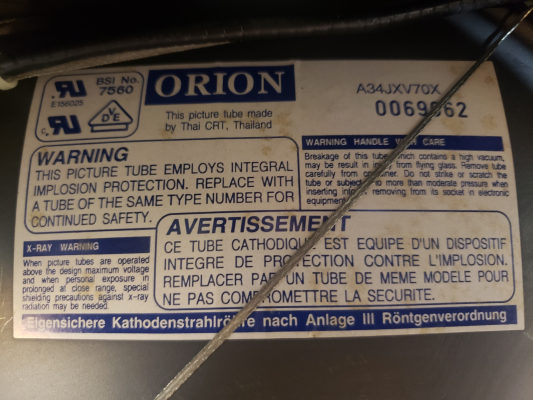 BSI No.
7560
E156025
c
VDE
ORION
This picture tube made
by Thai CRT, Thailand
A34JXV70X
0069662
WARNING
THIS PICTURE TUBE EMPLOYS INTEGRAL
IMPLOSION PROTECTION. REPLACE WITH
A TUBE OF THE SAME TYPE NUMBER FOR
CONTINUED SAFETY.
WARNING HANDLE WITH CARE
Breakage of this tube, which contains a high vacuum,
may be result in injury from flying glass. Remove tube
carefully from container. Do not strike or scratch the
tube or subject to more than moderate pressure when
inserting into, removing from its socket in electronic
equipment.
X-RAY WARNING
When picture tubes are operated
above the design maximum voltage
and when personal exposure in
prolonged at close range, special
shielding precautions against x-ray
radiation may be needed.
AVERTISSEMENT
CE TUBE CATHODIQUE EST EQUIPE D'UN DISPOSITIF
INTEGRE DE PROTECTION CONTRE L'IMPLOSION.
REMPLACER PAR UN TUBE DE MEME MODELE POUR
NE PAS COMPROMETTRE LA SECURITE.
Eigensichere Kathodenstrahlröhre nach Anlage III Röntgenverordnung